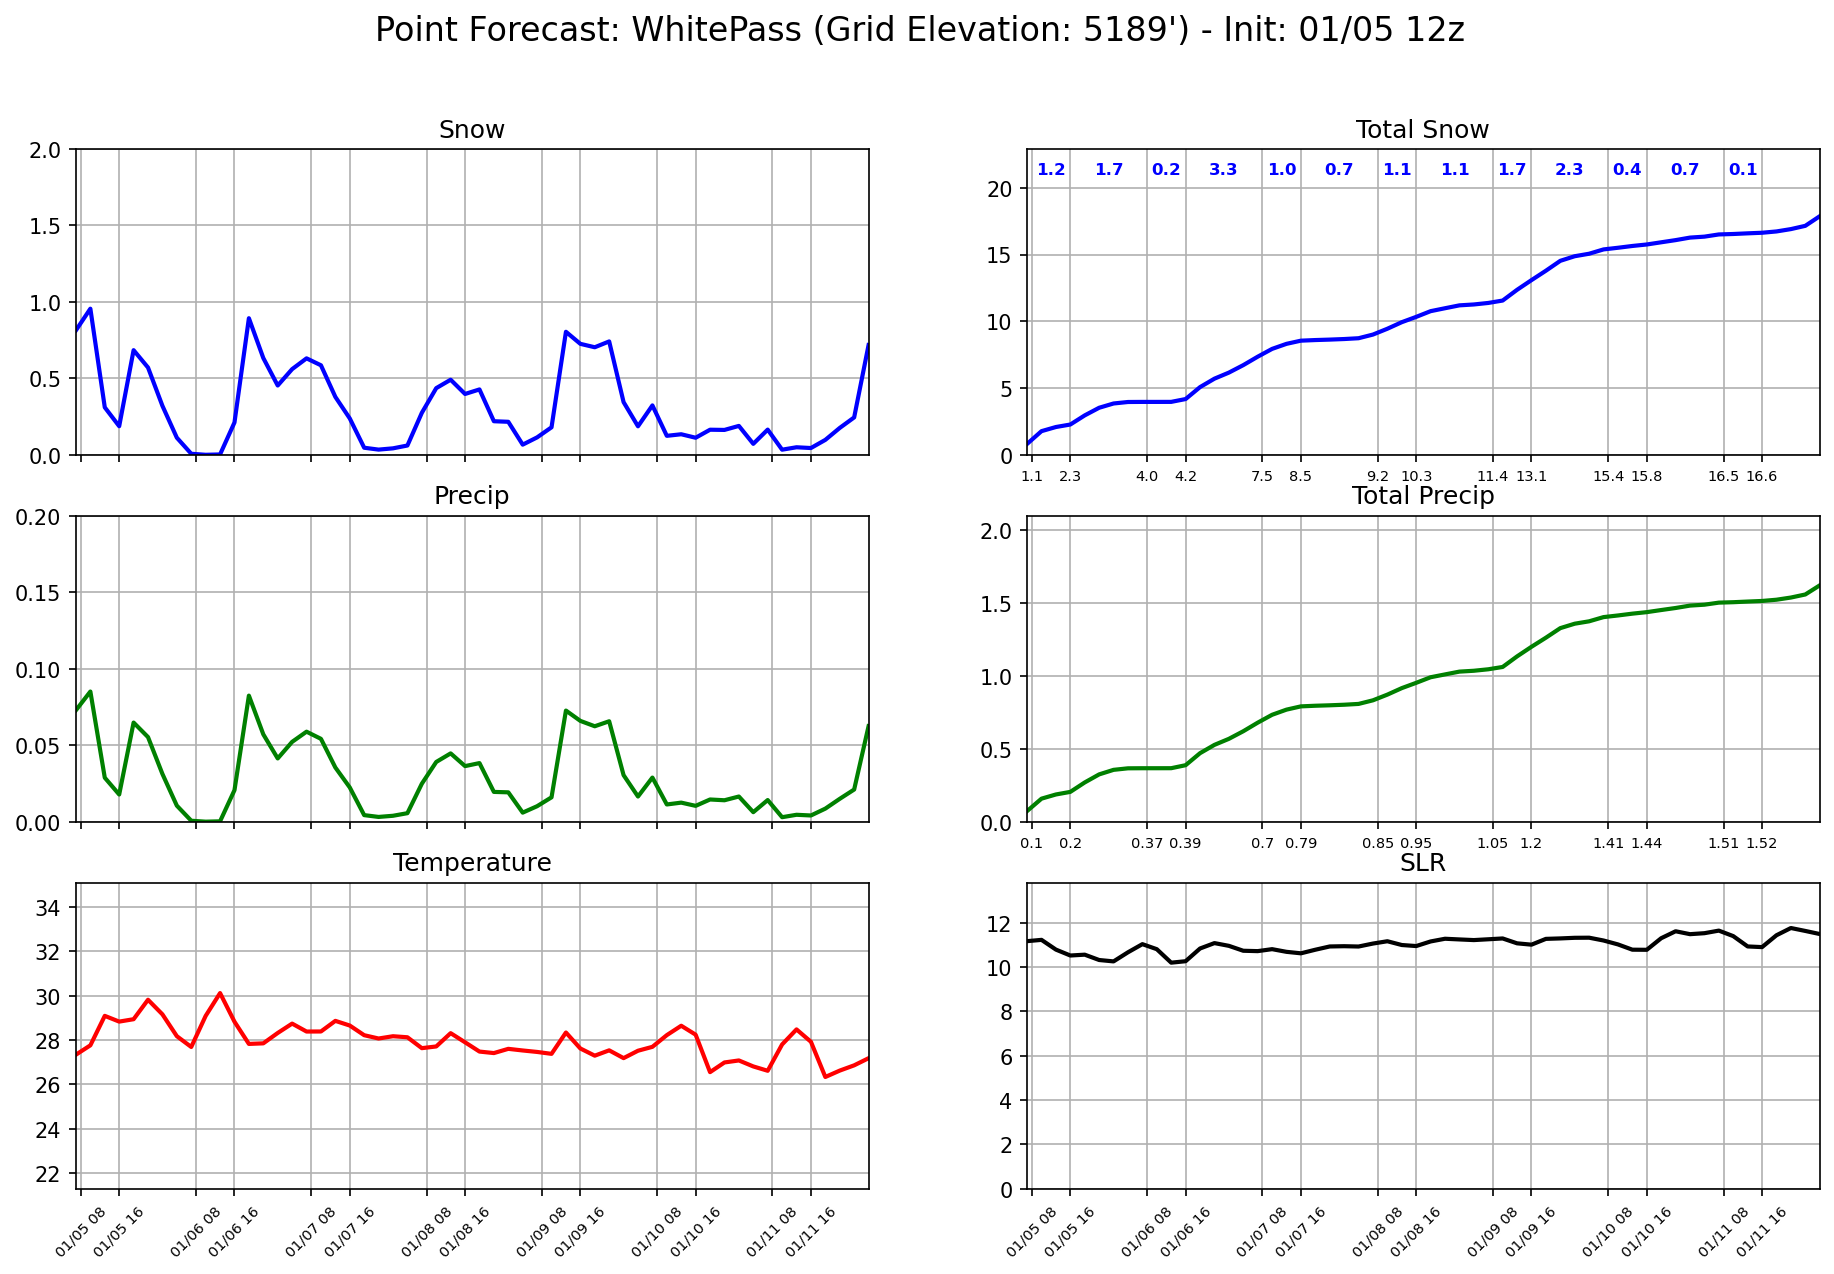 Point Forecast: WhitePass (Grid Elevation: 5189') - Init: 01/05 12z
Snow
2.0
1.5
1.0
0.5
0.0
Total Snow
1.2 1.7 0.2 3.3 1.0 0.7 1.1 1.1 1.7 2.3 0.4 0.7 0.1
20
15
10
5
0
1.1 2.3 4.0 4.2 7.5 8.5 9.2 10.3 11.4 13.1 15.4 15.8 16.5 16.6
Precip
0.20
0.15
0.10
0.05
0.00
Total Precip
2.0
1.5
1.0
0.5
0.0
0.1 0.2 0.37 0.39 0.7 0.79 0.85 0.95 1.05 1.2 1.41 1.44 1.51 1.52
Temperature
34
32
30
28
26
24
22
01/05 08 01/05 16 01/06 08 01/06 16 01/07 08 01/07 16 01/08 08 01/08 16 01/09 08 01/09 16 01/10 08 01/10 16 01/11 08 01/11 16
SLR
12
10
8
6
4
2
0
01/05 08 01/05 16 01/06 08 01/06 16 01/07 08 01/07 16 01/08 08 01/08 16 01/09 08 01/09 16 01/10 08 01/10 16 01/11 08 01/11 16